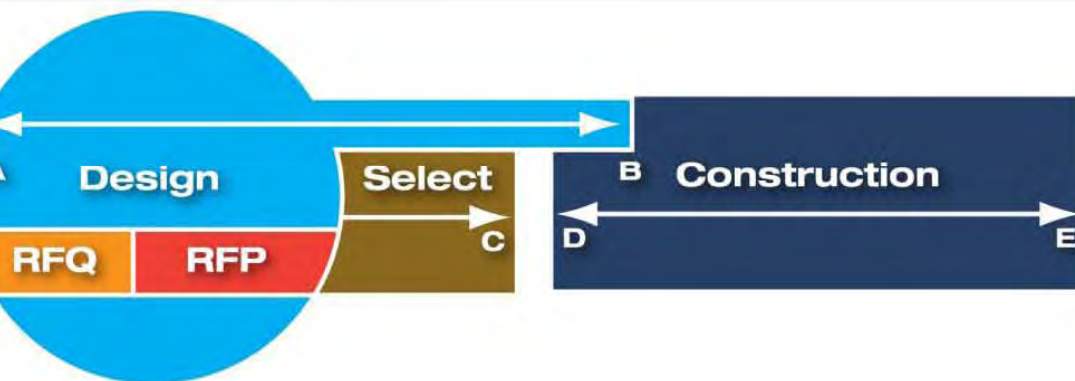 A
Design
Select
B
Construction
C
D
E
RFQ
RFP